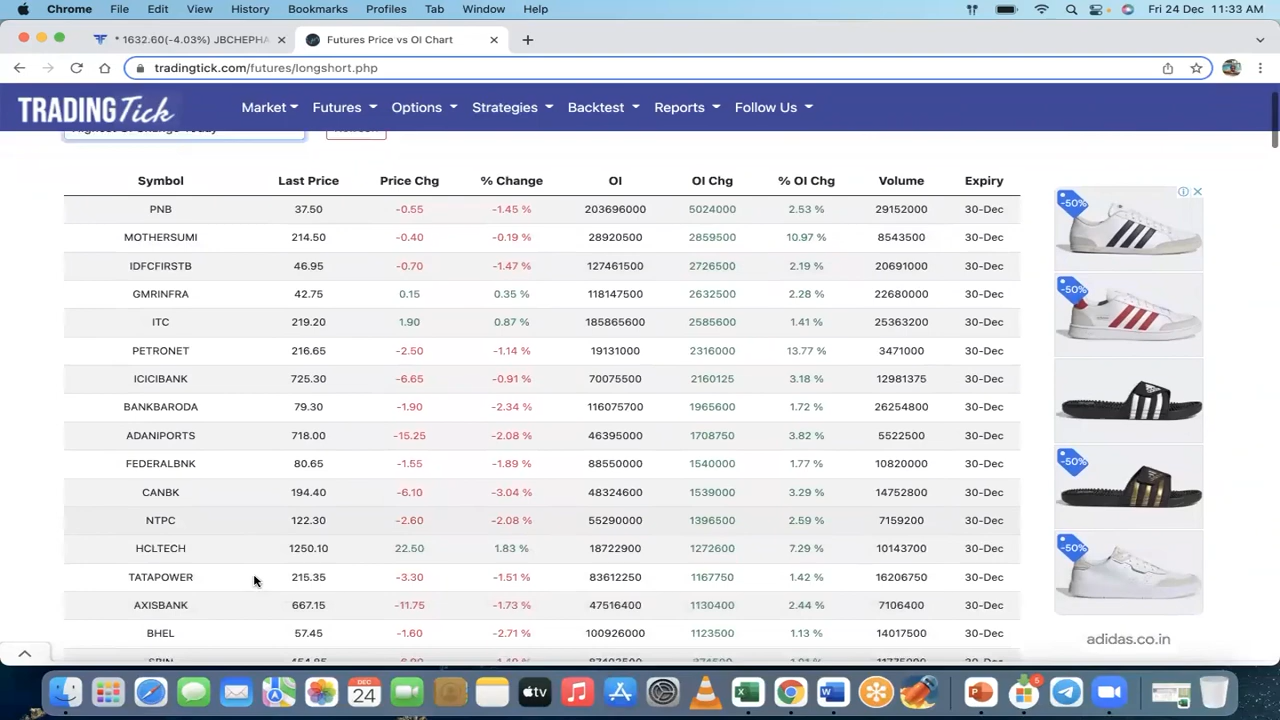 Chrome File Edit View History Bookmarks Profiles Tab Window Help Fri 24 Dec 11:33 AM
* 1632.60(-4.03%) JBCHEPHA Futures Price vs OI Chart
tradingtick.com/futures/longshort.php
TRADINGTick Market Futures Options Strategies Backtest Reports Follow Us
Highest OI Change Today Refresh
Symbol Last Price Price Chg % Change OI OI Chg % OI Chg Volume Expiry
PNB 37.50 -0.55 -1.45 % 203696000 5024000 2.53 % 29152000 30-Dec
MOTHERSUMI 214.50 -0.40 -0.19 % 28920500 2859500 10.97 % 8543500 30-Dec
IDFCFIRSTB 46.95 -0.70 -1.47 % 127461500 2726500 2.19 % 20691000 30-Dec
GMRINFRA 42.75 0.15 0.35 % 118147500 2632500 2.28 % 22680000 30-Dec
ITC 219.20 1.90 0.87 % 185865600 2585600 1.41 % 25363200 30-Dec
PETRONET 216.65 -2.50 -1.14 % 19131000 2316000 13.77 % 3471000 30-Dec
ICICIBANK 725.30 -6.65 -0.91 % 70075500 2160125 3.18 % 12981375 30-Dec
BANKBARODA 79.30 -1.90 -2.34 % 116075700 1965600 1.72 % 26254800 30-Dec
ADANIPORTS 718.00 -15.25 -2.08 % 46395000 1708750 3.82 % 5522500 30-Dec
FEDERALBNK 80.65 -1.55 -1.89 % 88550000 1540000 1.77 % 10820000 30-Dec
CANBK 194.40 -6.10 -3.04 % 48324600 1539000 3.29 % 14752800 30-Dec
NTPC 122.30 -2.60 -2.08 % 55290000 1396500 2.59 % 7159200 30-Dec
HCLTECH 1250.10 22.50 1.83 % 18722900 1272600 7.29 % 10143700 30-Dec
TATAPOWER 215.35 -3.30 -1.51 % 83612250 1167750 1.42 % 16206750 30-Dec
AXISBANK 667.15 -11.75 -1.73 % 47516400 1130400 2.44 % 7106400 30-Dec
BHEL 57.45 -1.60 -2.71 % 100926000 1123500 1.13 % 14017500 30-Dec
-50%
-50%
-50%
-50%
adidas.co.in
DEC
24
tv
5